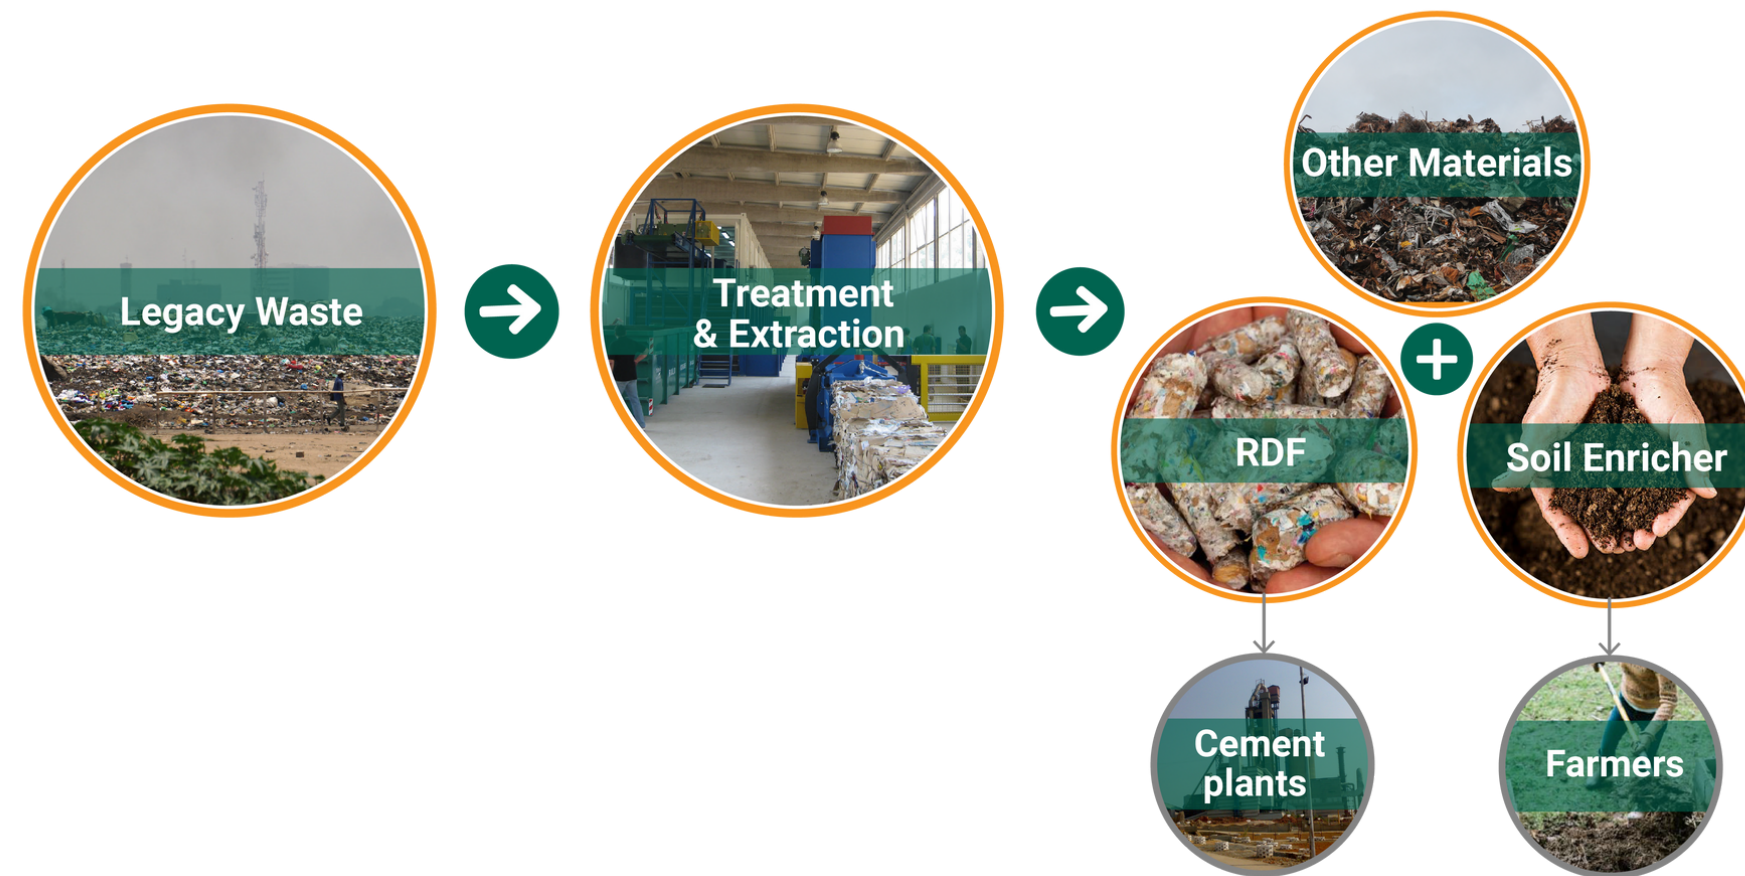 Legacy Waste
Treatment
& Extraction
Other Materials
RDF
Soil Enricher
Cement
plants
Farmers